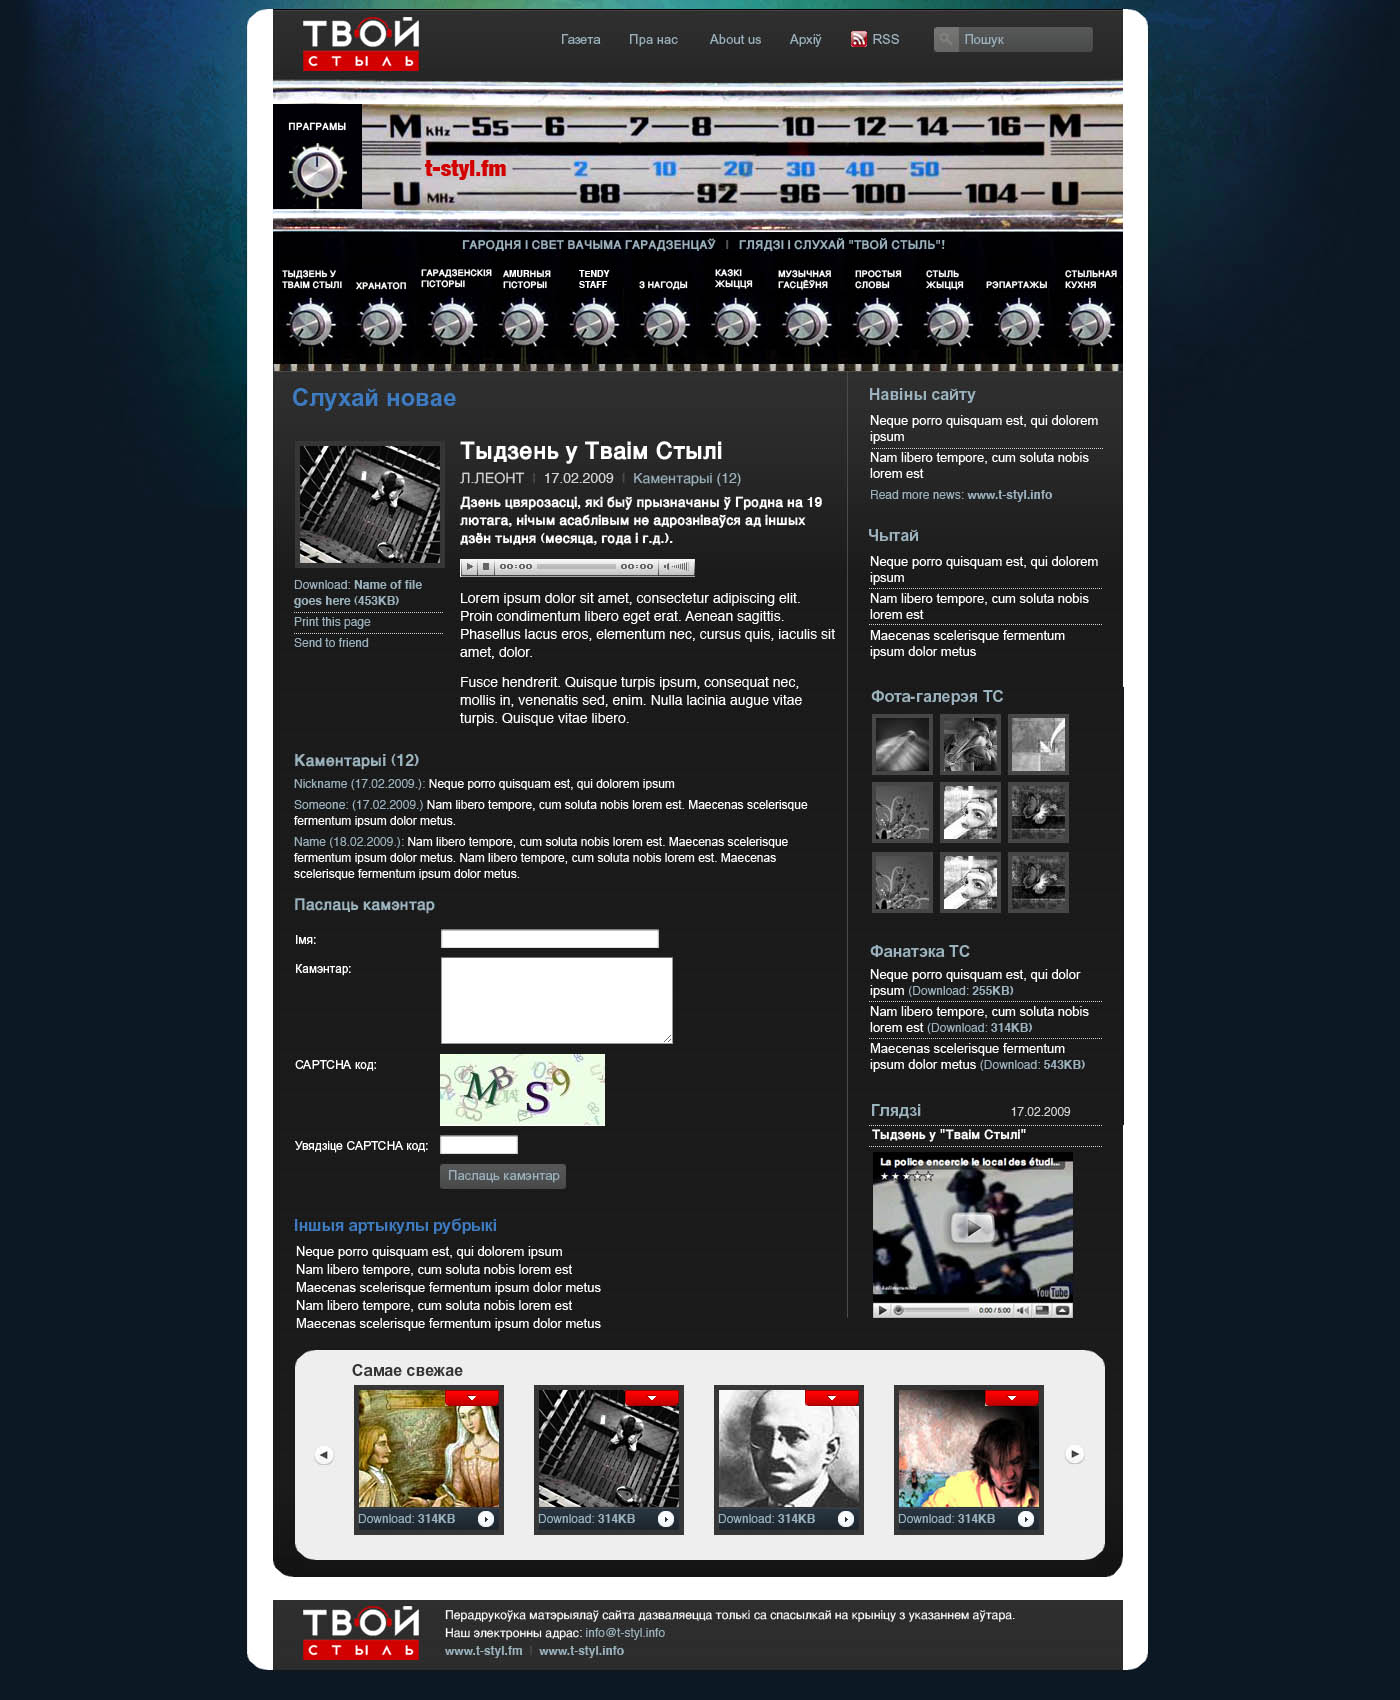 ТВОЙ
СТЫЛЬ
Газета
Пра нас
About us
Архіў
RSS
Пошук
ПРАГРАМЫ
M kHz 5s 6 7 8 10 12 14 16 M
t-styl.fm 2 10 20 30 40 50
U MHz 88 92 96 100 104 U
ГАРОДНЯ І СВЕТ ВАЧЫМА ГАРАДЗЕНЦАЎ | ГЛЯДЗІ І СЛУХАЙ "ТВОЙ СТЫЛЬ"!
ТЫДЗЕНЬ У
ТВАІМ СТЫЛІ
ХРАНАТОП
ГАРАДЗЕНСКІЯ
ГІСТОРЫІ
AMURНЫЯ
ГІСТОРЫІ
TENDY
STAFF
З НАГОДЫ
КАЗКІ
ЖЫЦЦЯ
МУЗЫЧНАЯ
ГАСЦЁЎНЯ
ПРОСТЫЯ
СЛОВЫ
СТЫЛЬ
ЖЫЦЦЯ
РЭПАРТАЖЫ
СТЫЛЬНАЯ
КУХНЯ
Слухай новае
Тыдзень у Тваім Стылі
Л.ЛЕОНТ | 17.02.2009 | Каментарыі (12)
Дзень цвярозасці, які быў прызначаны ў Гродна на 19
лютага, нічым асаблівым не адрозніваўся ад іншых
дзён тыдня (месяца, года і г.д.).
00:00 00:00
Download: Name of file
goes here (453KB)
Print this page
Send to friend
Lorem ipsum dolor sit amet, consectetur adipiscing elit.
Proin condimentum libero eget erat. Aenean sagittis.
Phasellus lacus eros, elementum nec, cursus quis, iaculis sit
amet, dolor.
Fusce hendrerit. Quisque turpis ipsum, consequat nec,
mollis in, venenatis sed, enim. Nulla lacinia augue vitae
turpis. Quisque vitae libero.
Каментарыі (12)
Nickname (17.02.2009.): Neque porro quisquam est, qui dolorem ipsum
Someone: (17.02.2009.) Nam libero tempore, cum soluta nobis lorem est. Maecenas scelerisque
fermentum ipsum dolor metus.
Name (18.02.2009.): Nam libero tempore, cum soluta nobis lorem est. Maecenas scelerisque
fermentum ipsum dolor metus. Nam libero tempore, cum soluta nobis lorem est. Maecenas
scelerisque fermentum ipsum dolor metus.
Паслаць камэнтар
Імя:
Камэнтар:
CAPTCHA код:
MBS9
Увядзіце CAPTCHA код:
Паслаць камэнтар
Іншыя артыкулы рубрыкі
Neque porro quisquam est, qui dolorem ipsum
Nam libero tempore, cum soluta nobis lorem est
Maecenas scelerisque fermentum ipsum dolor metus
Nam libero tempore, cum soluta nobis lorem est
Maecenas scelerisque fermentum ipsum dolor metus
Навіны сайту
Neque porro quisquam est, qui dolorem
ipsum
Nam libero tempore, cum soluta nobis
lorem est
Read more news: www.t-styl.info
Чытай
Neque porro quisquam est, qui dolorem
ipsum
Nam libero tempore, cum soluta nobis
lorem est
Maecenas scelerisque fermentum
ipsum dolor metus
Фота-галерэя ТС
Фанатэка ТС
Neque porro quisquam est, qui dolor
ipsum (Download: 255KB)
Nam libero tempore, cum soluta nobis
lorem est (Download: 314KB)
Maecenas scelerisque fermentum
ipsum dolor metus (Download: 543KB)
Глядзі 17.02.2009
Тыдзень у "Тваім Стылі"
La police encercle le local des étudi...
YouTube
0:00 / 5:00
Самае свежае
Download: 314KB
Download: 314KB
Download: 314KB
Download: 314KB
ТВОЙ
СТЫЛЬ
Перадрукоўка матэрыялаў сайта дазваляецца толькі са спасылкай на крыніцу з указаннем аўтара.
Наш электронны адрас: info@t-styl.info
www.t-styl.fm | www.t-styl.info